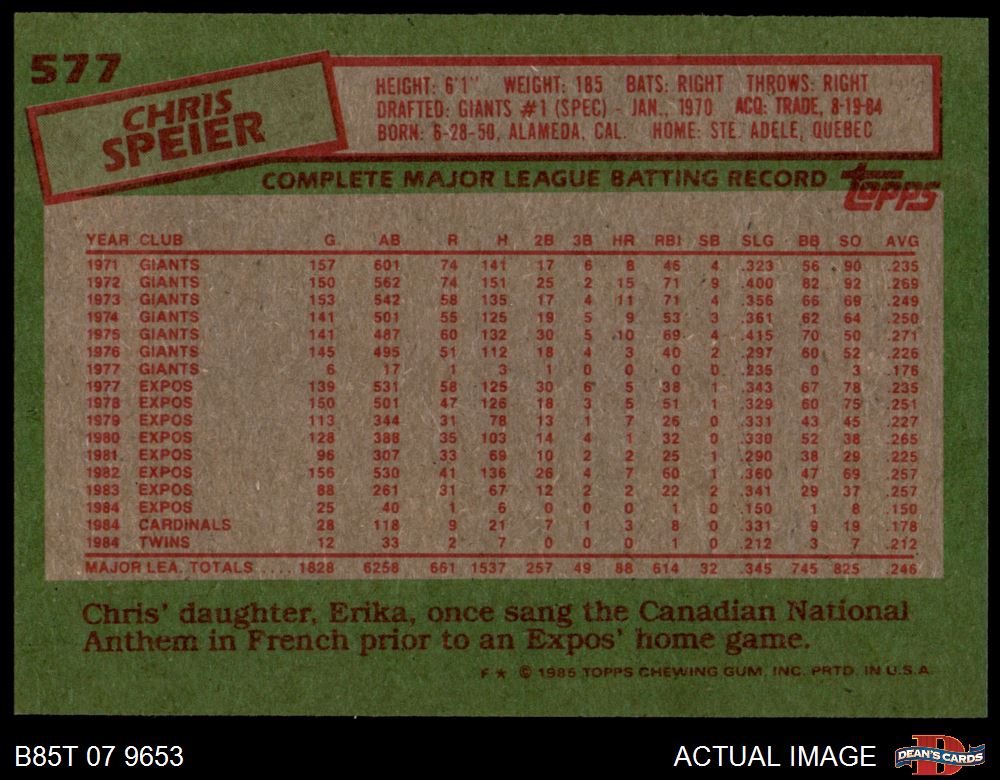 577
CHRIS
SPEIER
HEIGHT: 6'1" WEIGHT: 185 BATS: RIGHT THROWS: RIGHT
DRAFTED: GIANTS #1 (SPEC) - JAN., 1970 ACQ: TRADE, 8-19-84
BORN: 6-28-50, ALAMEDA, CAL. HOME: STE. ADELE, QUEBEC
COMPLETE MAJOR LEAGUE BATTING RECORD topps
YEAR CLUB G AB R H 2B 3B HR RBI SB SLG BB SO AVG
1971 GIANTS 157 601 74 141 17 6 8 46 4 .323 56 90 .235
1972 GIANTS 150 562 74 151 25 2 15 71 9 .400 82 92 .269
1973 GIANTS 153 542 58 135 17 4 11 71 4 .356 66 69 .249
1974 GIANTS 141 501 55 125 19 5 9 53 3 .361 62 64 .250
1975 GIANTS 141 487 60 132 30 5 10 69 4 .415 70 50 .271
1976 GIANTS 145 495 51 112 18 4 3 40 2 .297 60 52 .226
1977 GIANTS 6 17 1 3 1 0 0 0 0 .235 0 3 .176
1977 EXPOS 139 531 58 125 30 6 5 38 1 .343 67 78 .235
1978 EXPOS 150 501 47 126 18 3 5 51 1 .329 60 75 .251
1979 EXPOS 113 344 31 78 13 1 7 26 0 .331 43 45 .227
1980 EXPOS 128 388 35 103 14 4 1 32 0 .330 52 38 .265
1981 EXPOS 96 307 33 69 10 2 2 25 1 .290 38 29 .225
1982 EXPOS 156 530 41 136 26 4 7 60 1 .360 47 69 .257
1983 EXPOS 88 261 31 67 12 2 2 22 2 .341 29 37 .257
1984 EXPOS 25 40 1 6 0 0 0 1 0 .150 1 8 .150
1984 CARDINALS 28 118 9 21 7 1 3 8 0 .331 9 19 .178
1984 TWINS 12 33 2 7 0 0 0 1 0 .212 3 7 .212
MAJOR LEA. TOTALS .... 1828 6258 661 1537 257 49 88 614 32 .345 745 825 .246
Chris' daughter, Erika, once sang the Canadian National
Anthem in French prior to an Expos' home game.
F ★ © 1985 TOPPS CHEWING GUM, INC. PRTD. IN U.S.A.
B85T 07 9653 ACTUAL IMAGE DEAN'S CARDS